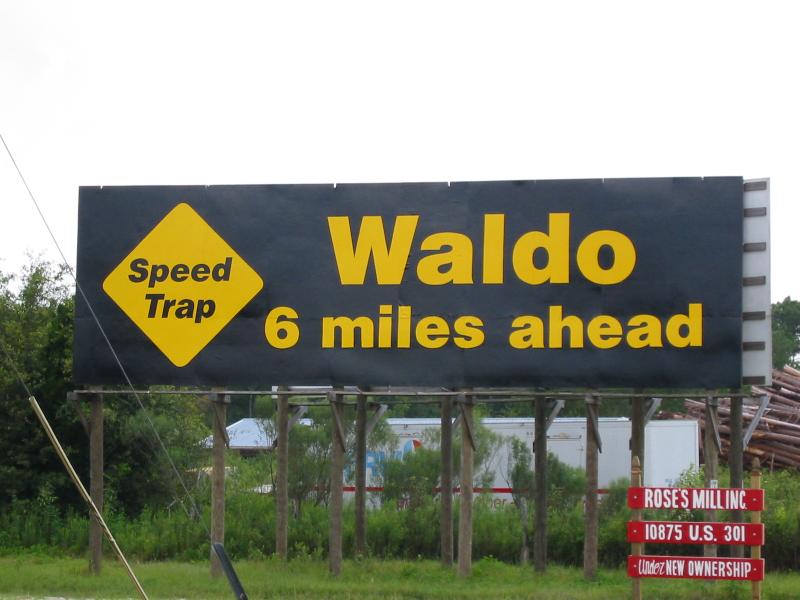 Speed
Trap
Waldo
6 miles ahead
ROSE'S MILL INC.
10875 U.S. 301
Under NEW OWNERSHIP